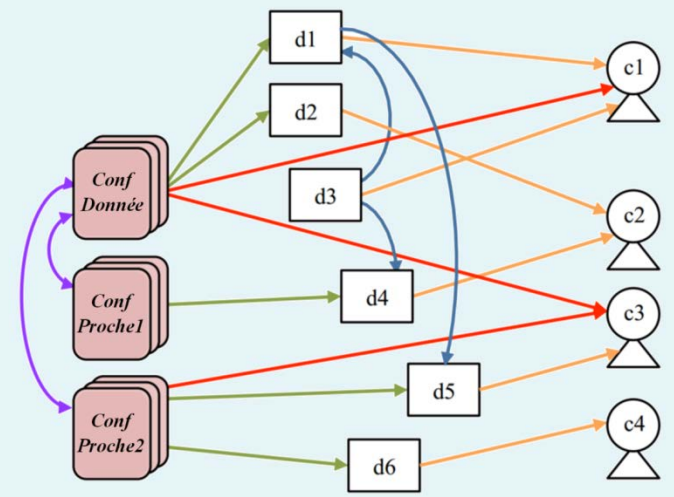 d1
c1
d2
Conf
Donnée
d3
c2
Conf
Proche1
d4
c3
Conf
Proche2
d5
c4
d6